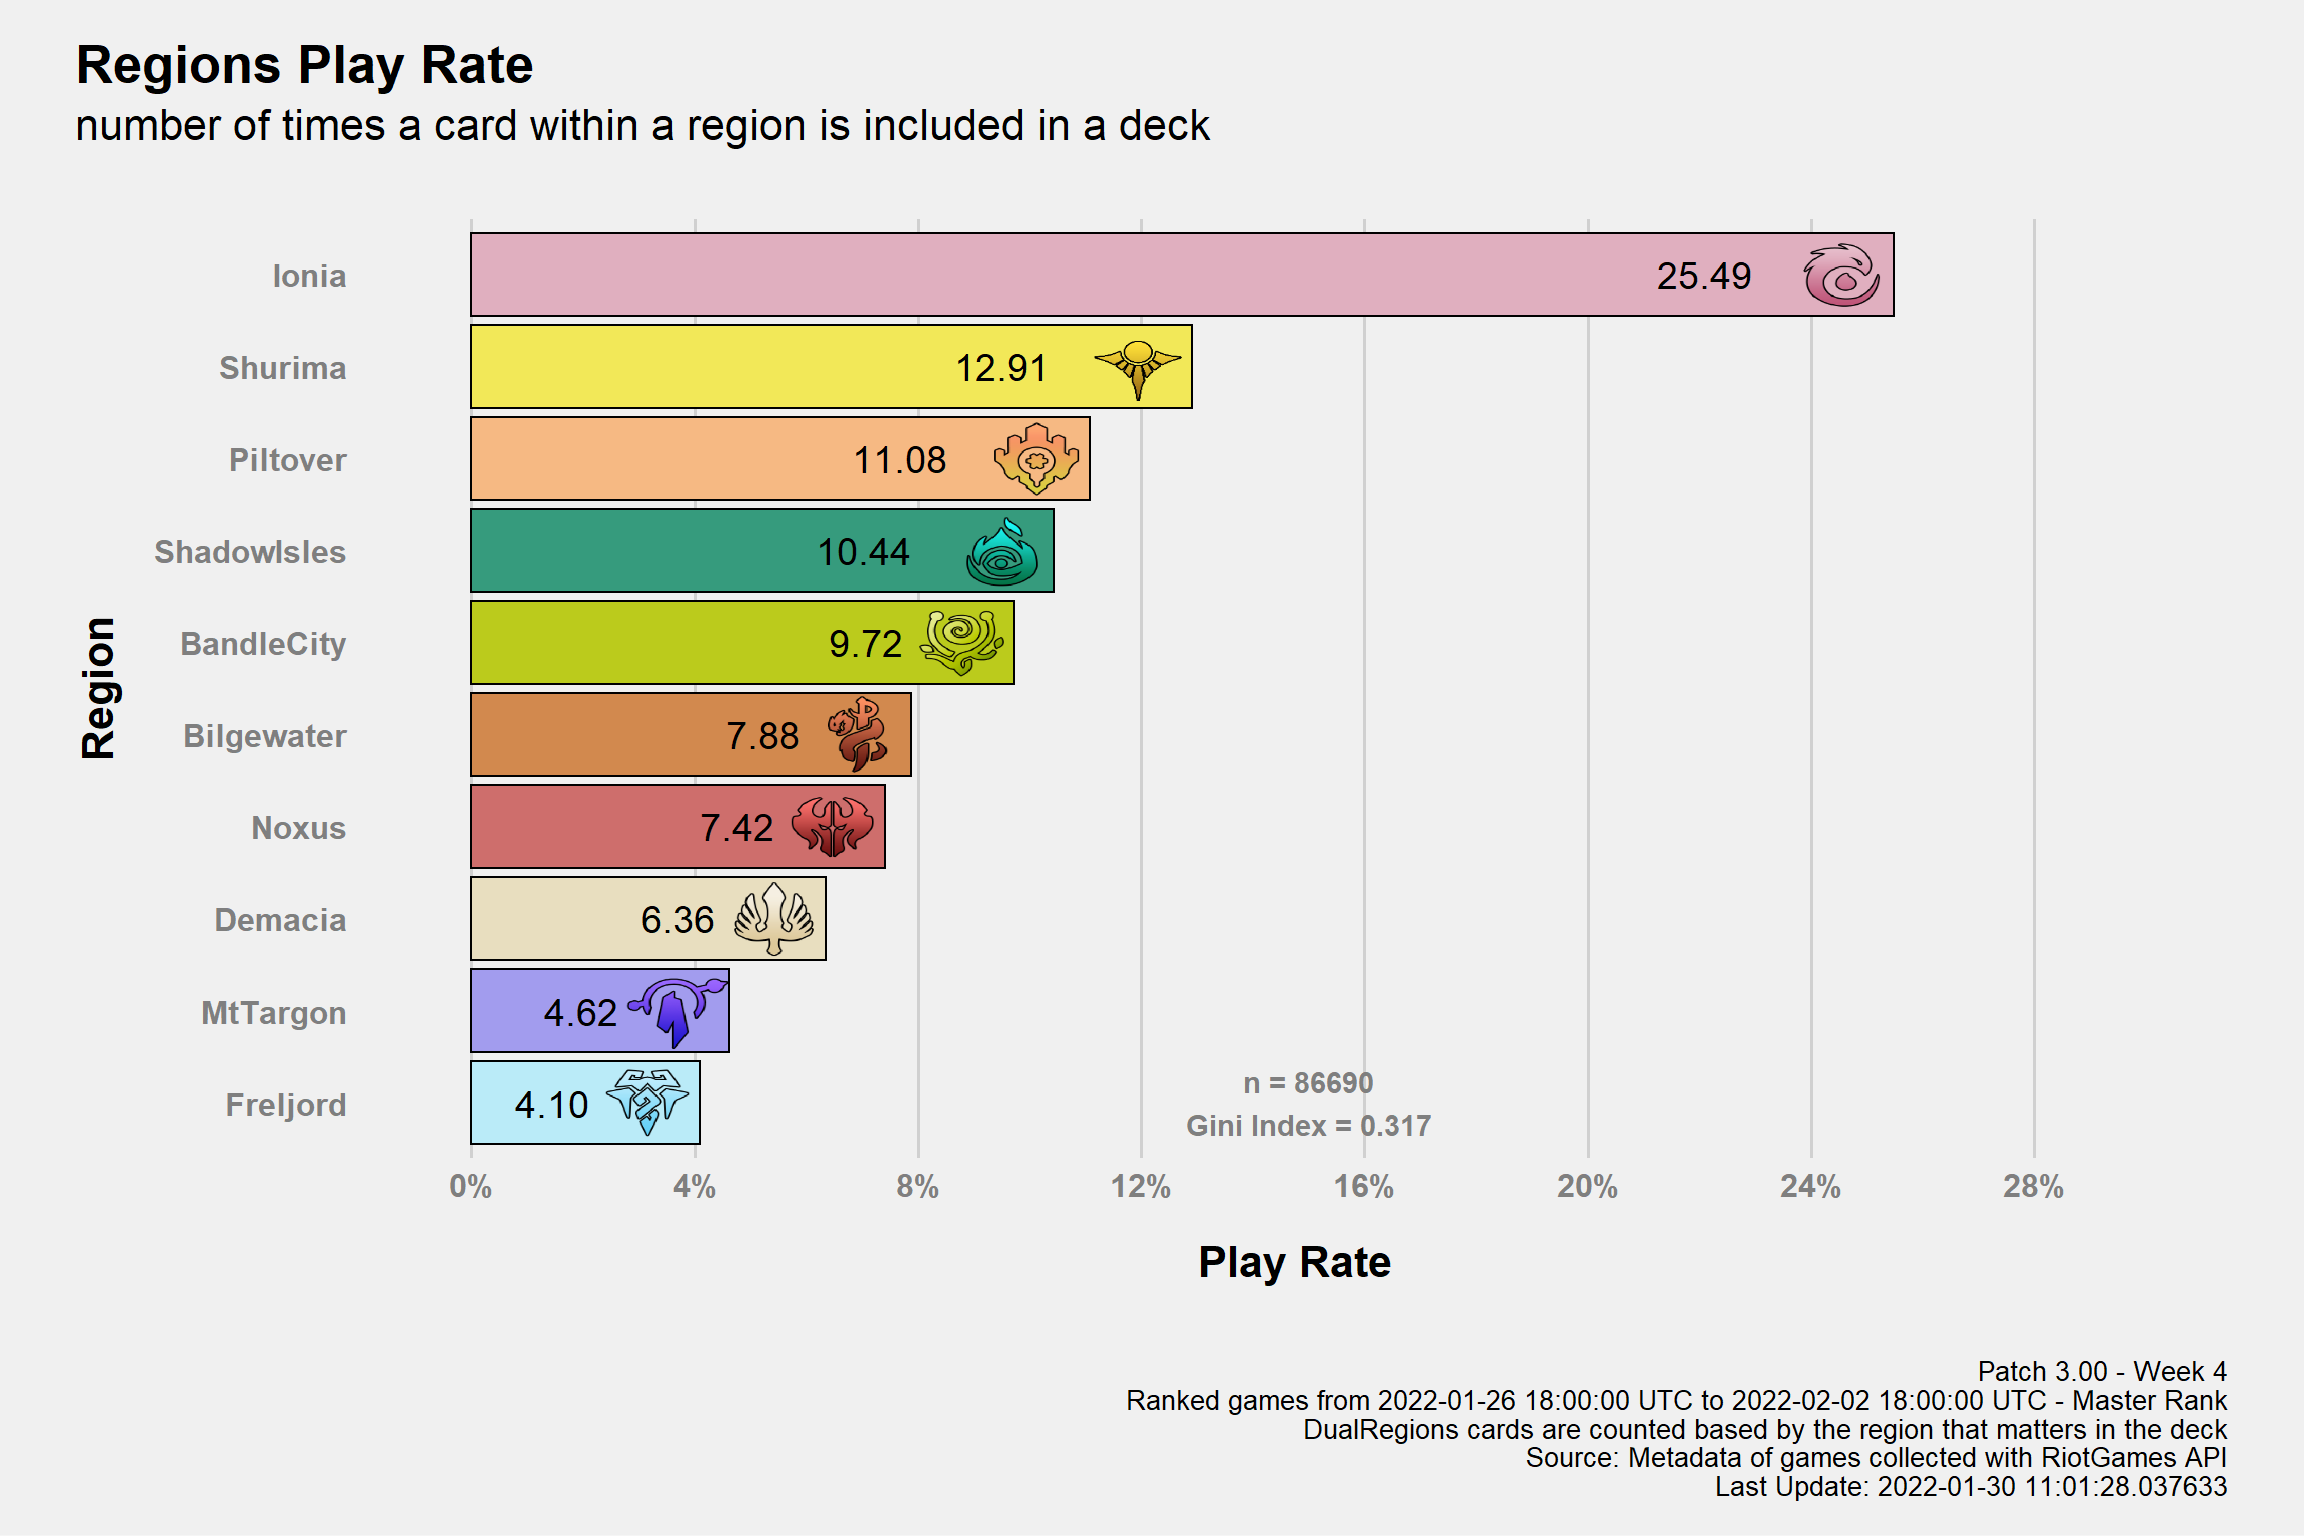 Regions Play Rate
number of times a card within a region is included in a deck
Ionia 25.49
Shurima 12.91
Piltover 11.08
ShadowIsles 10.44
BandleCity 9.72
Bilgewater 7.88
Noxus 7.42
Demacia 6.36
MtTargon 4.62
Freljord 4.10
Region
n = 86690
Gini Index = 0.317
0% 4% 8% 12% 16% 20% 24% 28%
Play Rate
Patch 3.00 - Week 4
Ranked games from 2022-01-26 18:00:00 UTC to 2022-02-02 18:00:00 UTC - Master Rank
DualRegions cards are counted based by the region that matters in the deck
Source: Metadata of games collected with RiotGames API
Last Update: 2022-01-30 11:01:28.037633